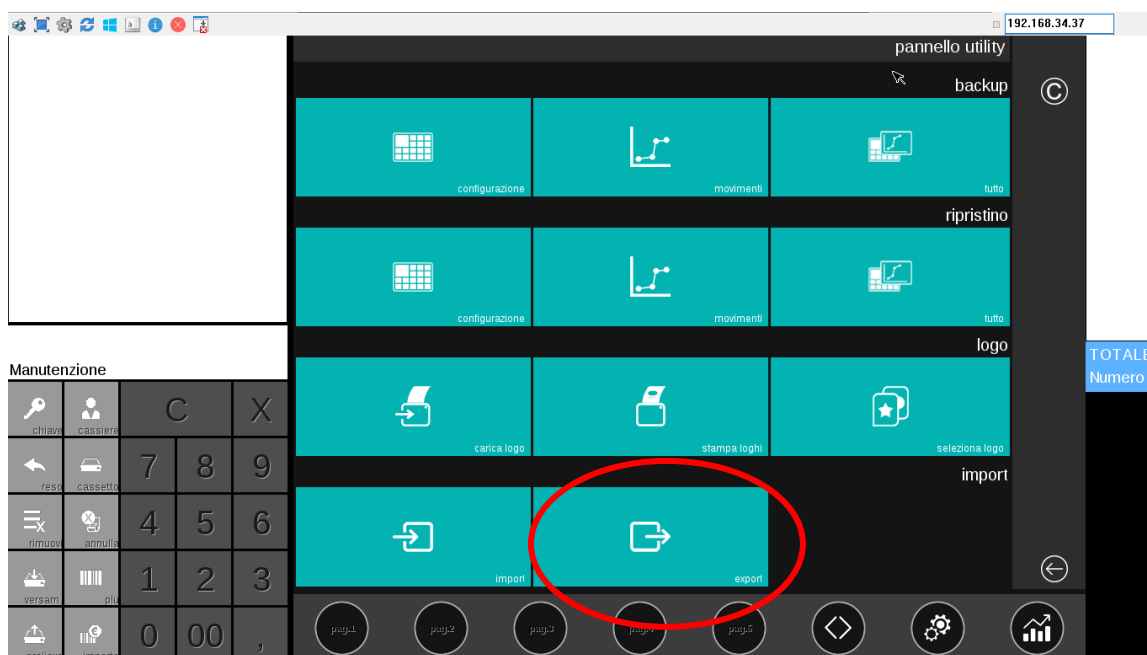 192.168.34.37
pannello utility
backup
configurazione
movimenti
tutto
ripristino
configurazione
movimenti
tutto
logo
carica logo
stampa loghi
seleziona logo
import
import
export
Manutenzione
chiave
cassiere
C
X
reso
cassetto
7
8
9
rimuovi
annulla
4
5
6
versam
plu
1
2
3
0
00
,
pag.1
pag.2
pag.3
pag.5
TOTALE
Numero